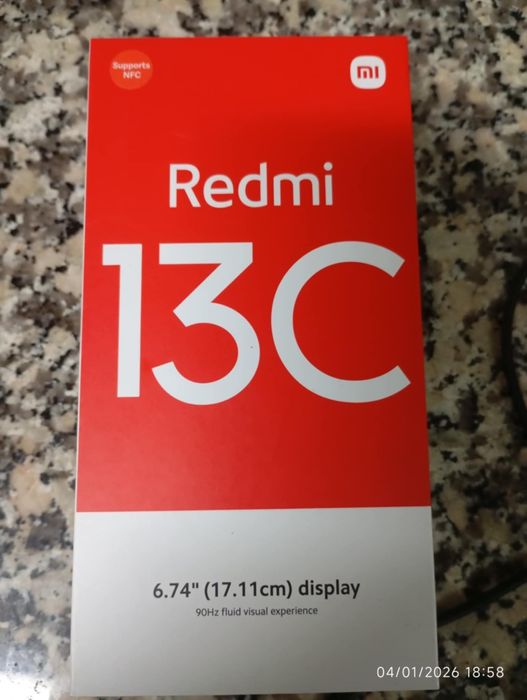 Supports
NFC
mi
Redmi
13C
6.74" (17.11cm) display
90Hz fluid visual experience
04/01/2026 18:58